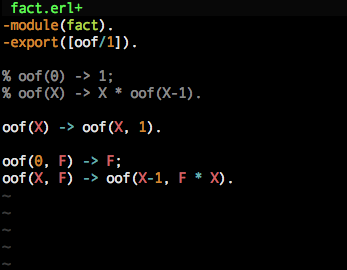 fact.erl+
-module(fact).
-export([oof/1]).
% oof(0) -> 1;
% oof(X) -> X * oof(X-1).
oof(X) -> oof(X, 1).
oof(0, F) -> F;
oof(X, F) -> oof(X-1, F * X).
~
~
~
~
~